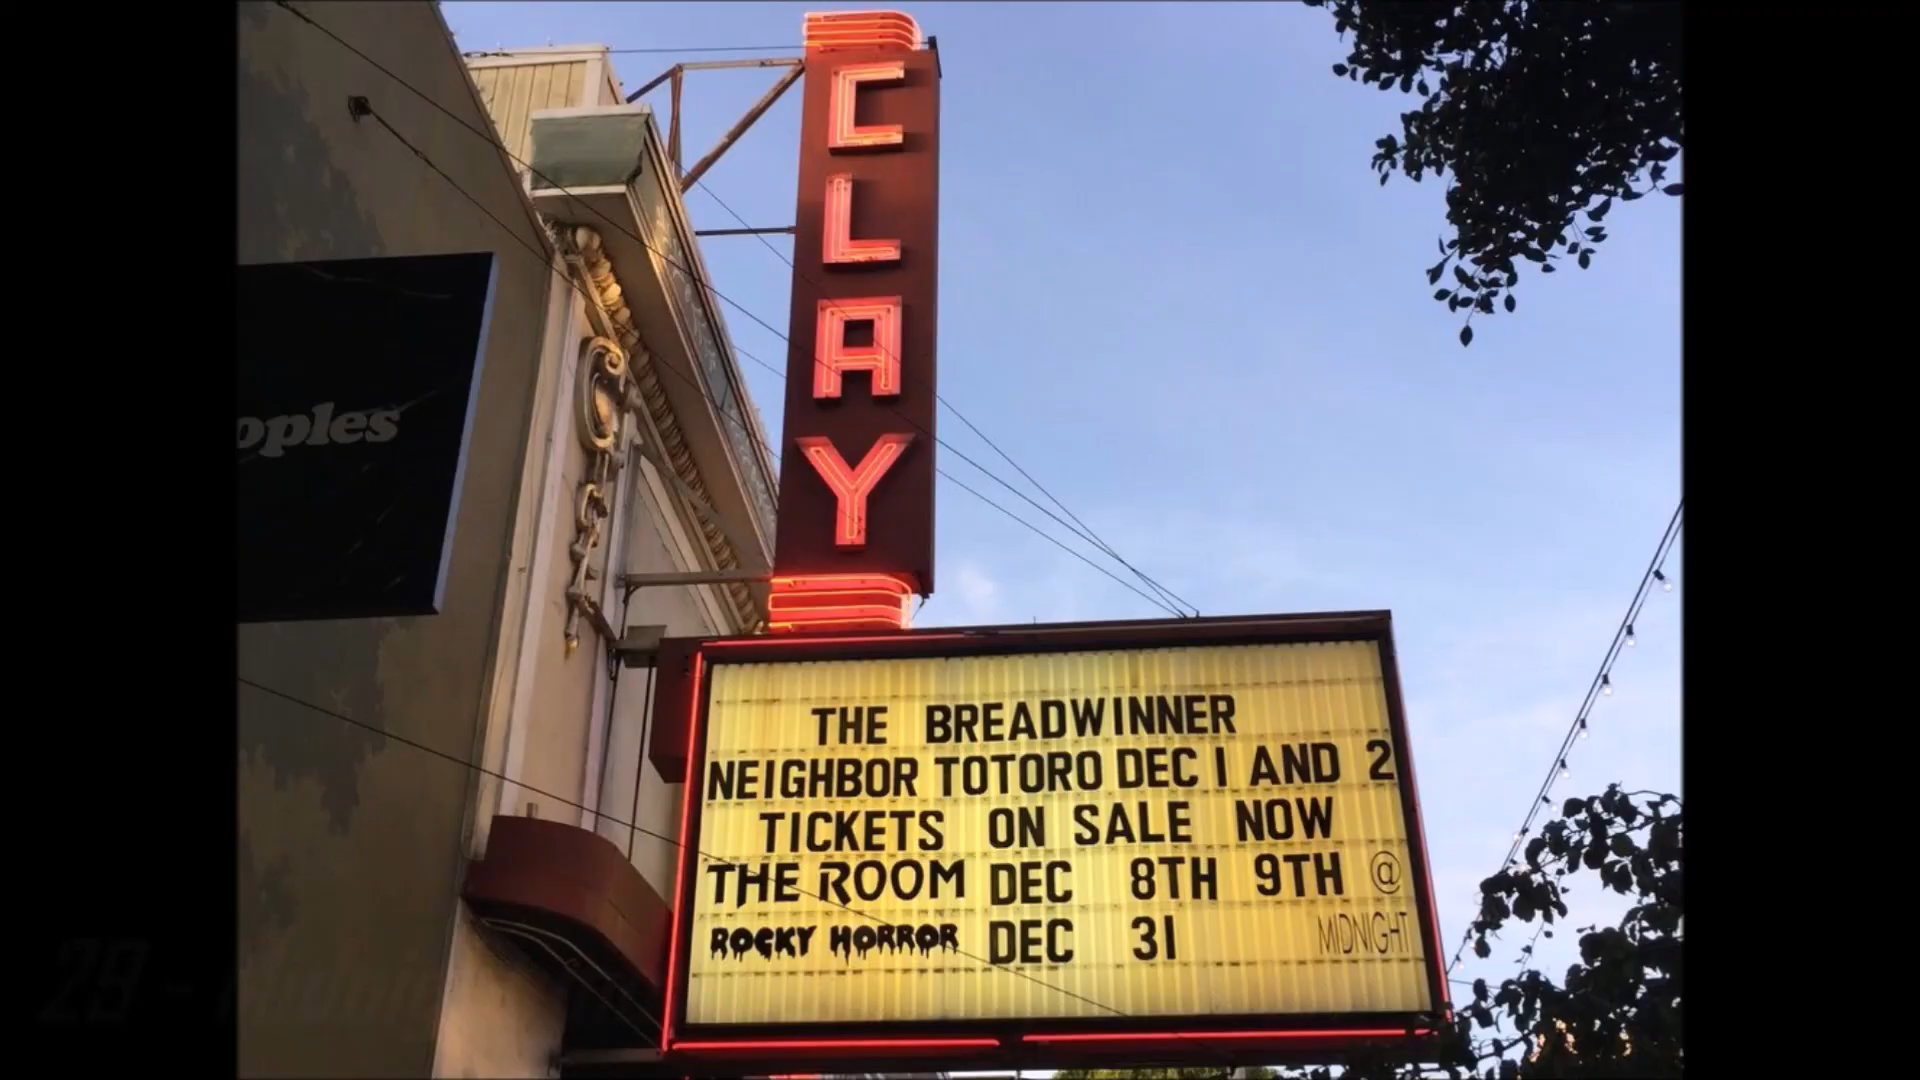 CLAY
oples
THE BREADWINNER
NEIGHBOR TOTORO DEC 1 AND 2
TICKETS ON SALE NOW
THE ROOM DEC 8TH 9TH @
ROCKY HORROR DEC 31 MIDNIGHT
29 -